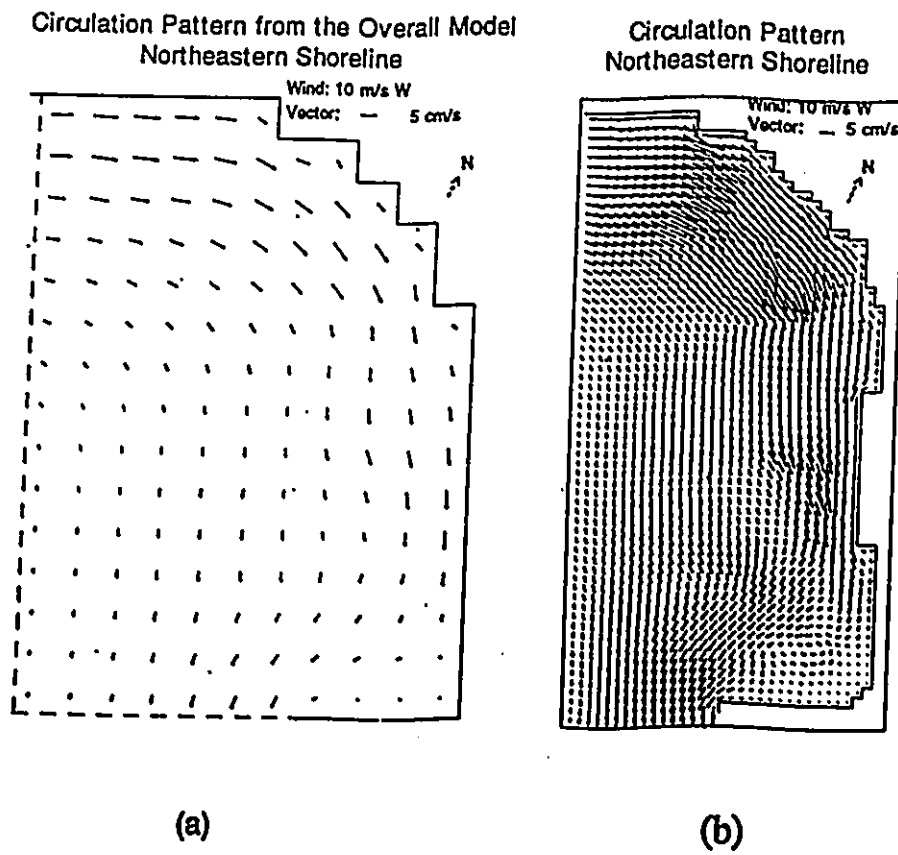 Circulation Pattern from the Overall Model
Northeastern Shoreline
Wind: 10 m/s W
Vector: 5 cm/s
N
Circulation Pattern
Northeastern Shoreline
Wind: 10 m/s W
Vector: 5 cm/s
N
(a)
(b)